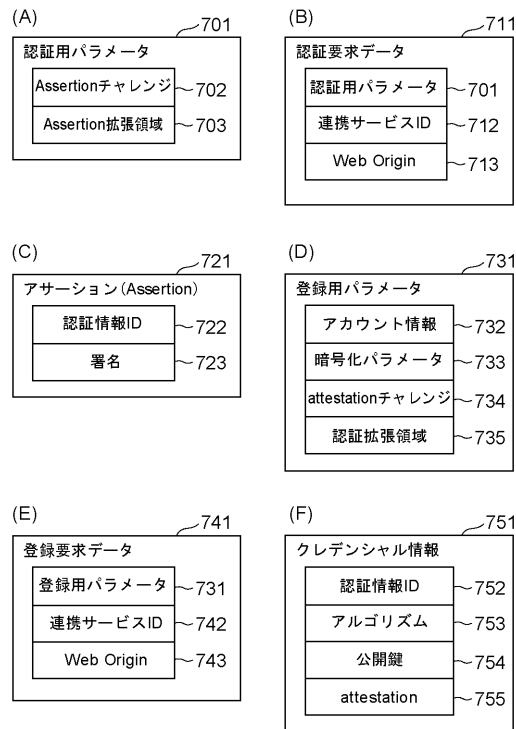 (A)
701
認証用パラメータ
Assertionチャレンジ 702
Assertion拡張領域 703
(B)
711
認証要求データ
認証用パラメータ 701
連携サービスID 712
Web Origin 713
(C)
721
アサーション(Assertion)
認証情報ID 722
署名 723
(D)
731
登録用パラメータ
アカウント情報 732
暗号化パラメータ 733
attestationチャレンジ 734
認証拡張領域 735
(E)
741
登録要求データ
登録用パラメータ 731
連携サービスID 742
Web Origin 743
(F)
751
クレデンシャル情報
認証情報ID 752
アルゴリズム 753
公開鍵 754
attestation 755